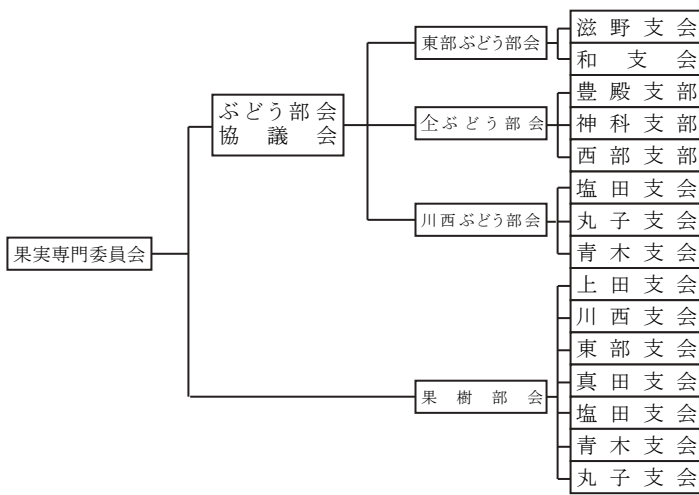 果実専門委員会
ぶどう部会
協議会
東部ぶどう部会
滋野支会
和支会
仝ぶどう部会
豊殿支部
神科支部
西部支部
川西ぶどう部会
塩田支会
丸子支会
青木支会
果樹部会
上田支会
川西支会
東部支会
真田支会
塩田支会
青木支会
丸子支会